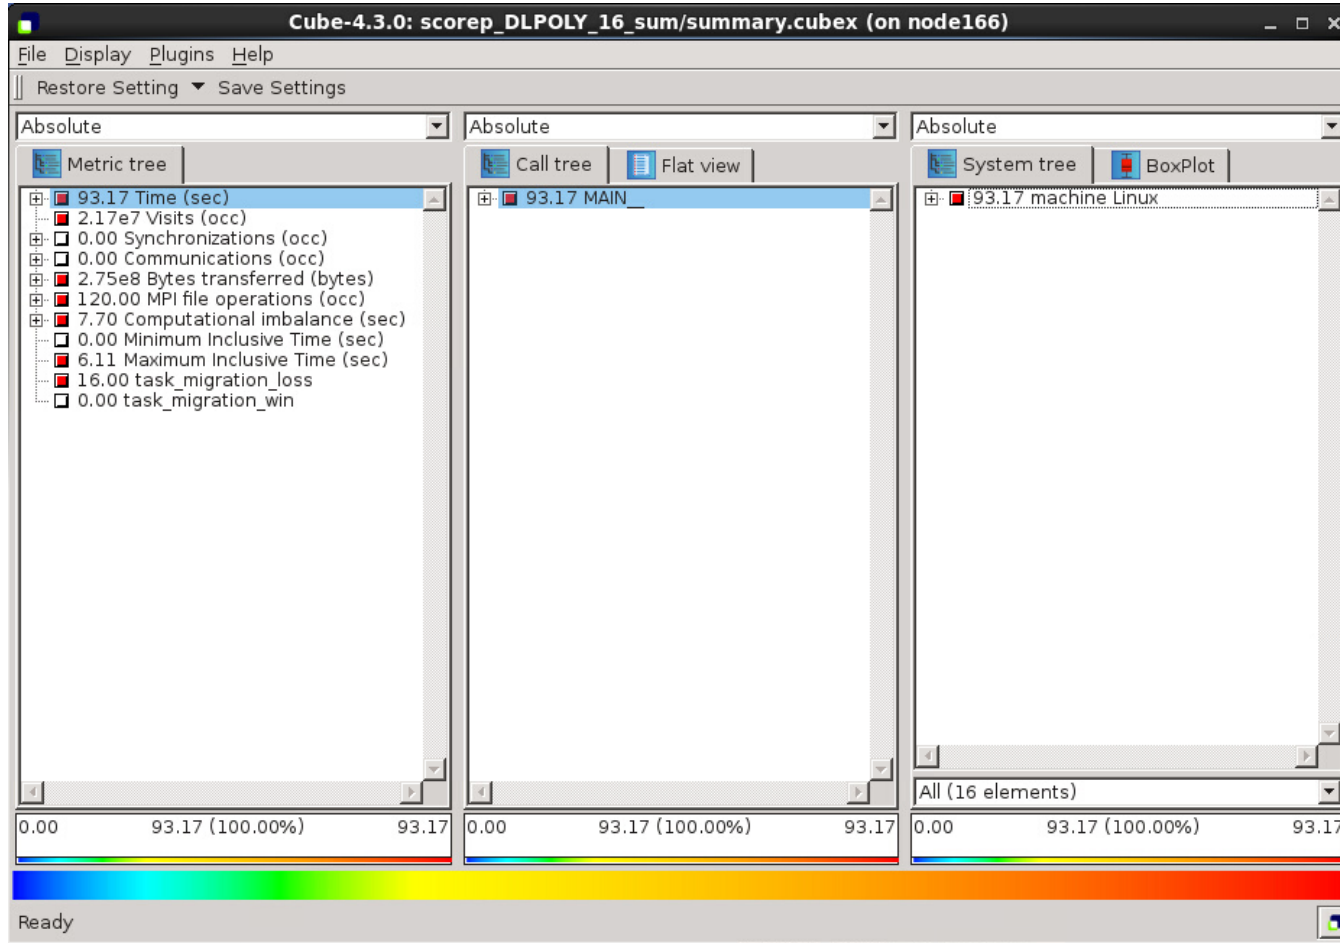 Cube-4.3.0: scorep_DLPOLY_16_sum/summary.cubex (on node166)
File Display Plugins Help
Restore Setting Save Settings
Absolute
Metric tree
93.17 Time (sec)
2.17e7 Visits (occ)
0.00 Synchronizations (occ)
0.00 Communications (occ)
2.75e8 Bytes transferred (bytes)
120.00 MPI file operations (occ)
7.70 Computational imbalance (sec)
0.00 Minimum Inclusive Time (sec)
6.11 Maximum Inclusive Time (sec)
16.00 task_migration_loss
0.00 task_migration_win
0.00 93.17 (100.00%) 93.17
Absolute
Call tree Flat view
93.17 MAIN__
0.00 93.17 (100.00%) 93.17
Absolute
System tree BoxPlot
93.17 machine Linux
All (16 elements)
0.00 93.17 (100.00%) 93.17
Ready